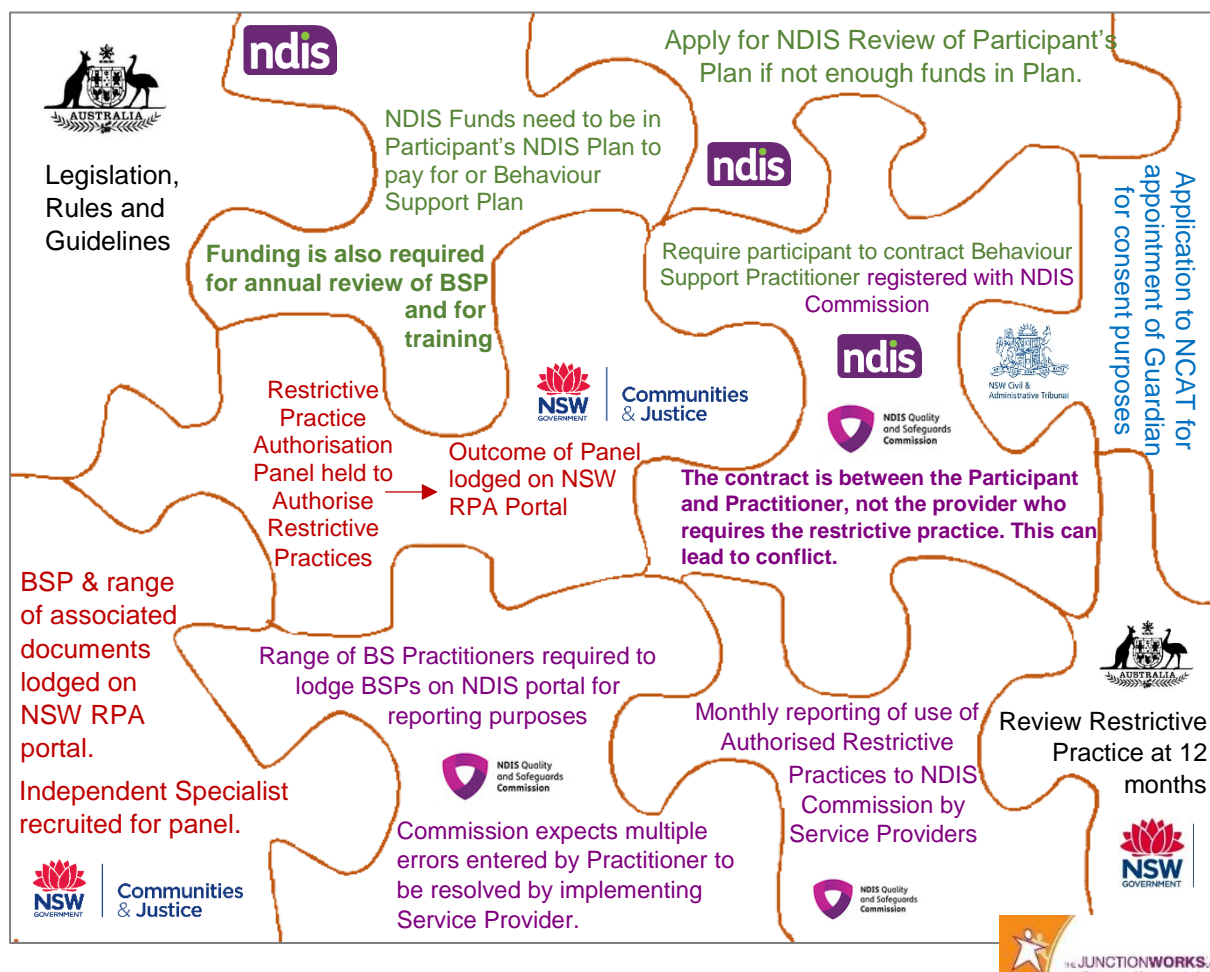 AUSTRALIA
Legislation,
Rules and
Guidelines
ndis
NDIS Funds need to be in
Participant's NDIS Plan to
pay for or Behaviour
Support Plan
Funding is also required
for annual review of BSP
and for
training
Apply for NDIS Review of Participant's
Plan if not enough funds in Plan.
ndis
Require participant to contract Behaviour
Support Practitioner registered with NDIS
Commission
ndis
NDIS Quality
and Safeguards
Commission
The contract is between the Participant
and Practitioner, not the provider who
requires the restrictive practice. This can
lead to conflict.
Application to NCAT for
appointment of Guardian
for consent purposes
NSW Civil &
Administrative Tribunal
Restrictive
Practice
Authorisation
Panel held to
Authorise
Restrictive
Practices
NSW
GOVERNMENT
Communities
& Justice
Outcome of Panel
lodged on NSW
RPA Portal
BSP & range
of associated
documents
lodged on
NSW RPA
portal.
Independent Specialist
recruited for panel.
NSW
GOVERNMENT
Communities
& Justice
Range of BS Practitioners required to
lodge BSPs on NDIS portal for
reporting purposes
NDIS Quality
and Safeguards
Commission
Commission expects multiple
errors entered by Practitioner to
be resolved by implementing
Service Provider.
Monthly reporting of use of
Authorised Restrictive
Practices to NDIS
Commission by
Service Providers
NDIS Quality
and Safeguards
Commission
AUSTRALIA
Review Restrictive
Practice at 12
months
NSW
GOVERNMENT
THE JUNCTIONWORKS